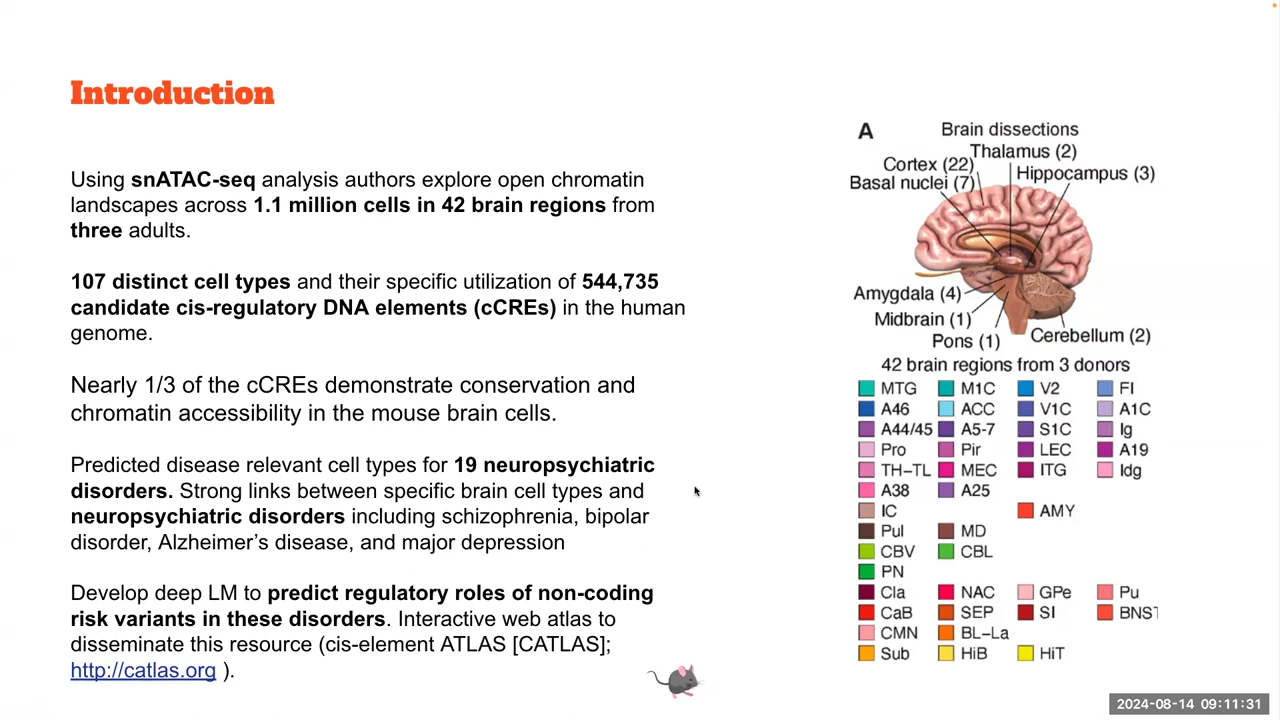 Introduction
Using snATAC-seq analysis authors explore open chromatin
landscapes across 1.1 million cells in 42 brain regions from
three adults.
107 distinct cell types and their specific utilization of 544,735
candidate cis-regulatory DNA elements (cCREs) in the human
genome.
Nearly 1/3 of the cCREs demonstrate conservation and
chromatin accessibility in the mouse brain cells.
Predicted disease relevant cell types for 19 neuropsychiatric
disorders. Strong links between specific brain cell types and
neuropsychiatric disorders including schizophrenia, bipolar
disorder, Alzheimer's disease, and major depression
Develop deep LM to predict regulatory roles of non-coding
risk variants in these disorders. Interactive web atlas to
disseminate this resource (cis-element ATLAS [CATLAS];
http://catlas.org ).
A
Brain dissections
Thalamus (2)
Cortex (22)
Hippocampus (3)
Basal nuclei (7)
Amygdala (4)
Midbrain (1)
Pons (1)
Cerebellum (2)
42 brain regions from 3 donors
MTG M1C V2 FI
A46 ACC V1C A1C
A44/45 A5-7 S1C Ig
Pro Pir LEC A19
TH-TL MEC ITG Idg
A38 A25
IC AMY
Pul MD
CBV CBL
PN
Cla NAC GPe Pu
CaB SEP SI BNST
CMN BL-La
Sub HiB HiT
2024-08-14 09:11:31